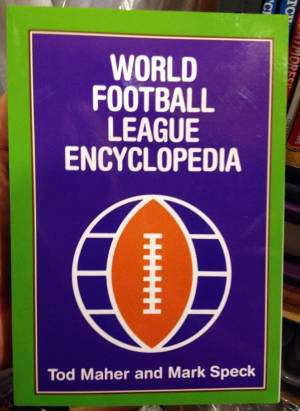 WORLD
FOOTBALL
LEAGUE
ENCYCLOPEDIA
Tod Maher and Mark Speck